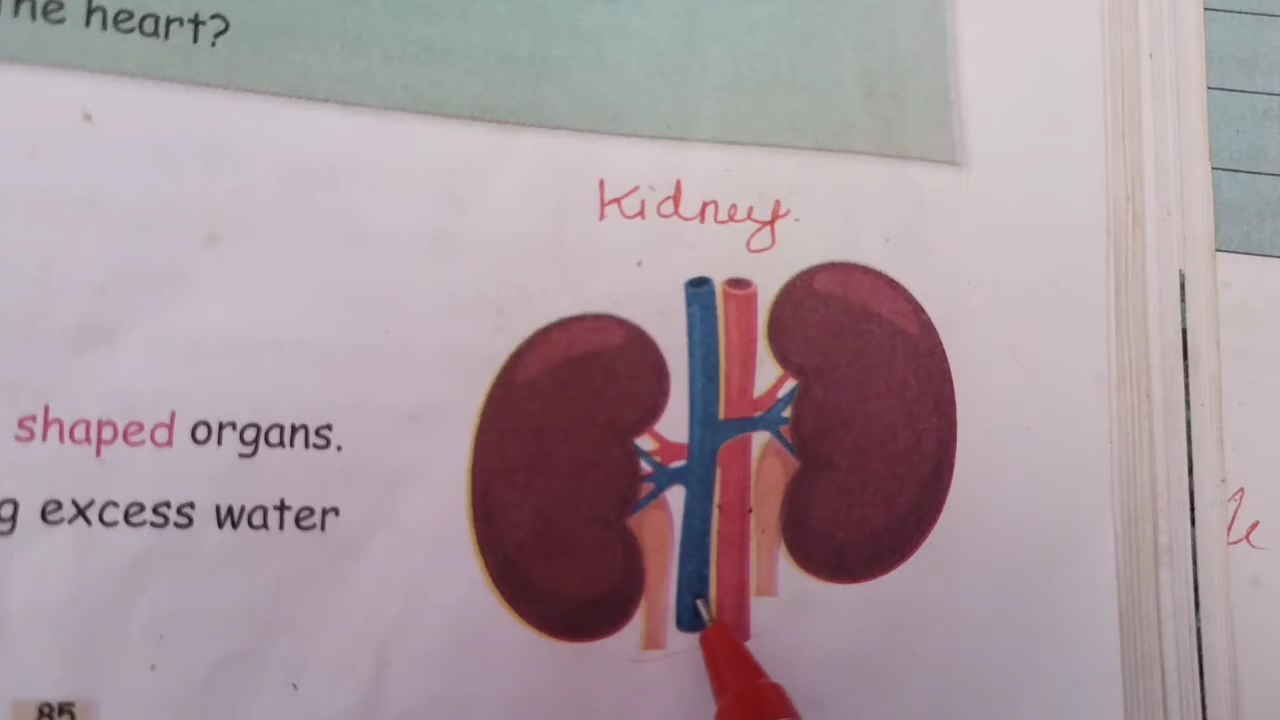 he heart?
Kidney.
shaped organs.
g excess water
85